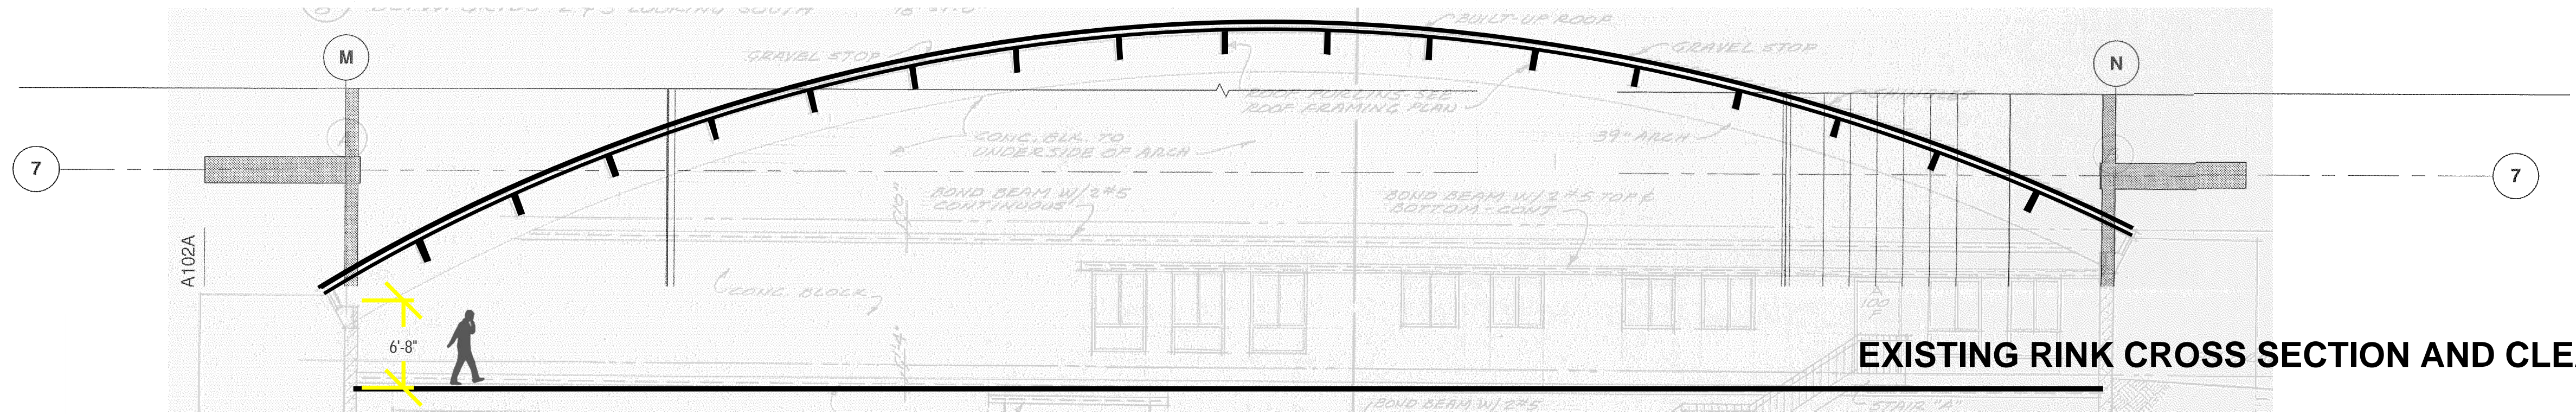 BUILT-UP ROOF
GRAVEL STOP
GRAVEL STOP
M
N
ROOF PURLINS-SEE
ROOF FRAMING PLAN
SHINGLES
CONC. BLK. TO
UNDERSIDE OF ARCH
39" ARCH
7
7
BOND BEAM W/2#5
CONTINUOUS
BOND BEAM W/2#5 TOP &
BOTTOM-CONT
A102A
CONC. BLOCK
A
100
F
6'-8"
EXISTING RINK CROSS SECTION AND CLE
BOND BEAM W/2#5
STAIR "A"